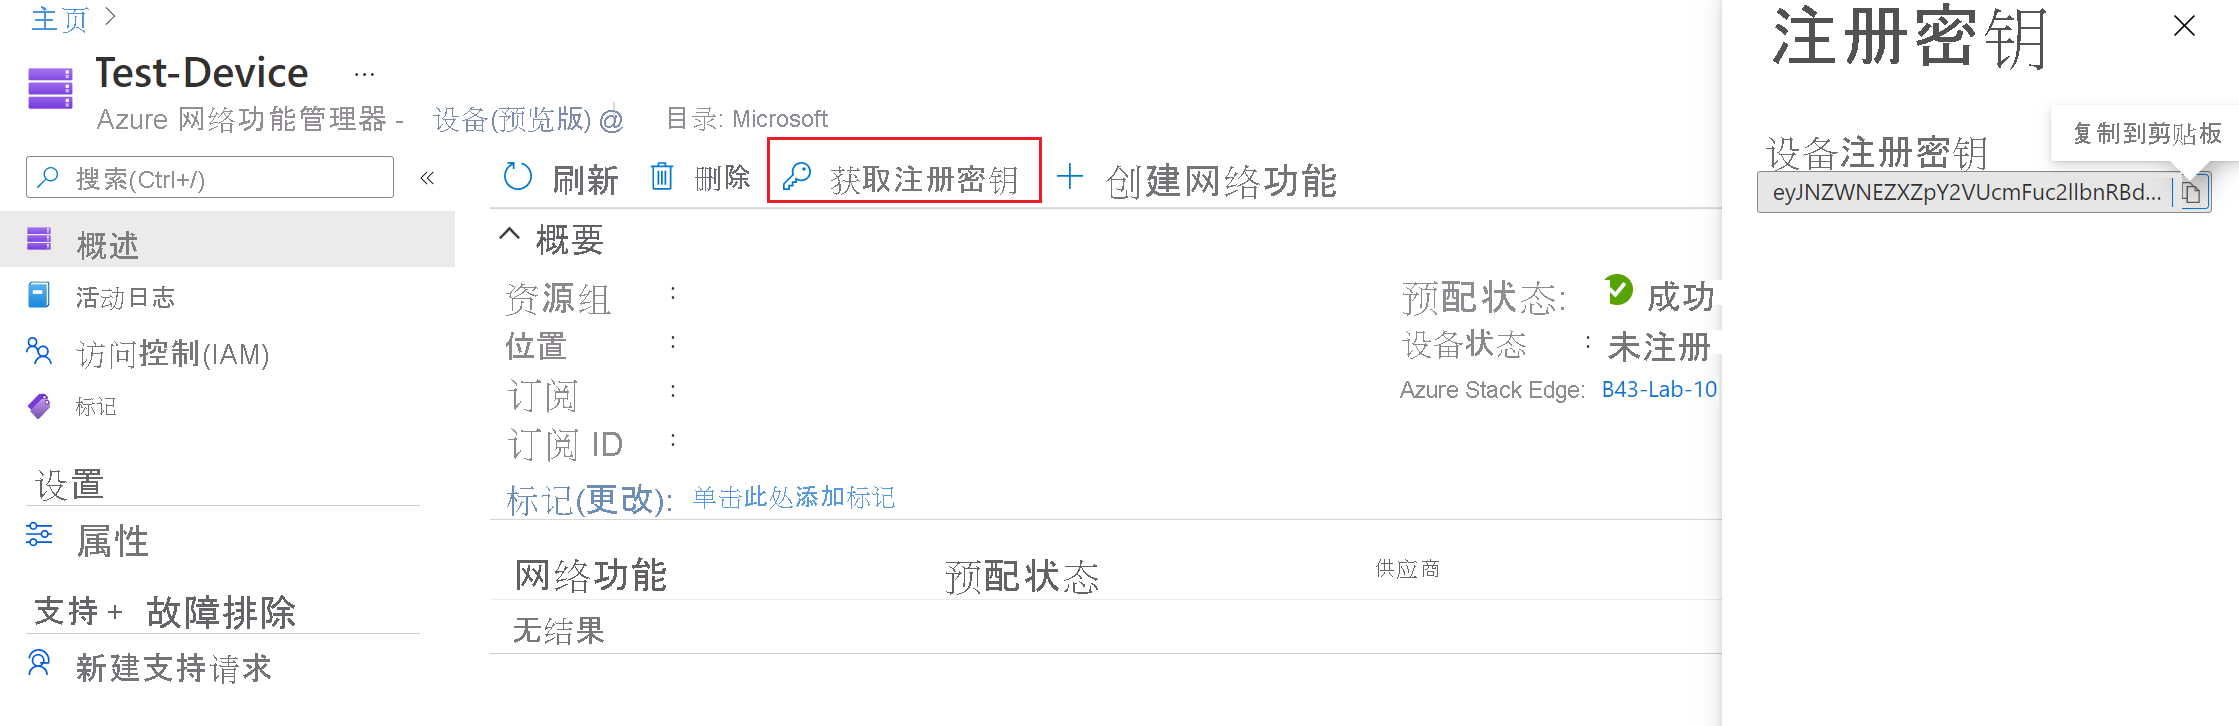 主页 >
Test-Device ...
Azure 网络功能管理器 - 设备(预览版) @ 目录: Microsoft
搜索(Ctrl+/) «
刷新 删除 获取注册密钥 + 创建网络功能
概述
活动日志
访问控制(IAM)
标记
设置
属性
支持 + 故障排除
新建支持请求
概要
资源组 :
位置 :
订阅 :
订阅 ID :
标记(更改): 单击此处添加标记
预配状态: 成功
设备状态 : 未注册
Azure Stack Edge: B43-Lab-10
网络功能 预配状态 供应商
无结果
注册密钥
复制到剪贴板
设备注册密钥
eyJNZWNEZXZpY2VUcmFuc2llbnRBd...